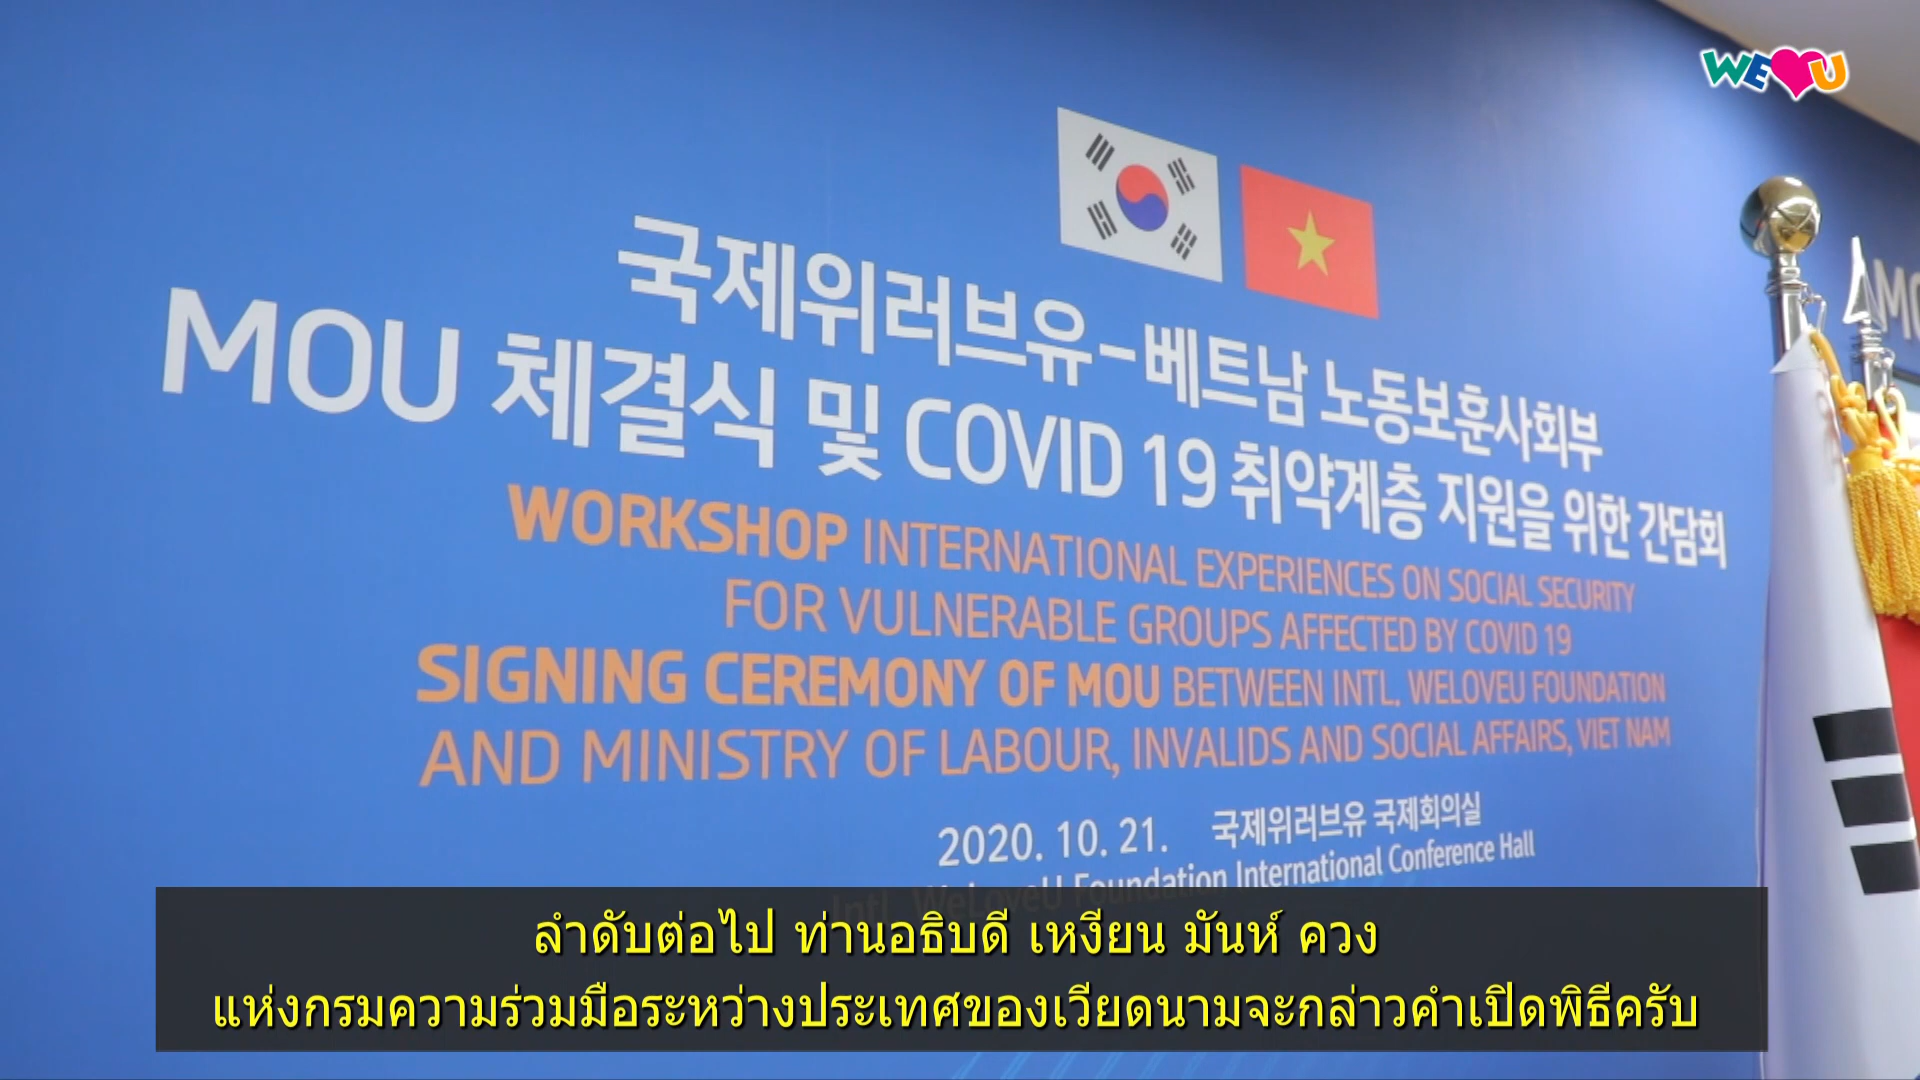 WE U
국제위러브유-베트남 노동보훈사회부
MOU 체결식 및 COVID 19 취약계층 지원을 위한 간담회
WORKSHOP INTERNATIONAL EXPERIENCES ON SOCIAL SECURITY
FOR VULNERABLE GROUPS AFFECTED BY COVID 19
SIGNING CEREMONY OF MOU BETWEEN INTL. WELOVEU FOUNDATION
AND MINISTRY OF LABOUR, INVALIDS AND SOCIAL AFFAIRS, VIET NAM
2020. 10. 21. 국제위러브유 국제회의실
Intl. WeLoveU Foundation International Conference Hall
ลำดับต่อไป ท่านอธิบดี เหงียน มันห์ ควง
แห่งกรมความร่วมมือระหว่างประเทศของเวียดนามจะกล่าวคำเปิดพิธีครับ